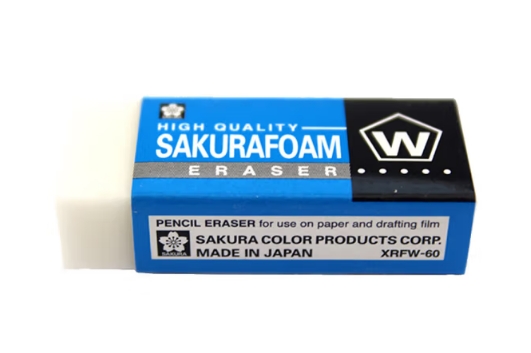 HIGH QUALITY
SAKURAFOAM
ERASER
W
PENCIL ERASER for use on paper and drafting film
SAKURA COLOR PRODUCTS CORP.
SAKURA
MADE IN JAPAN XRFW-60